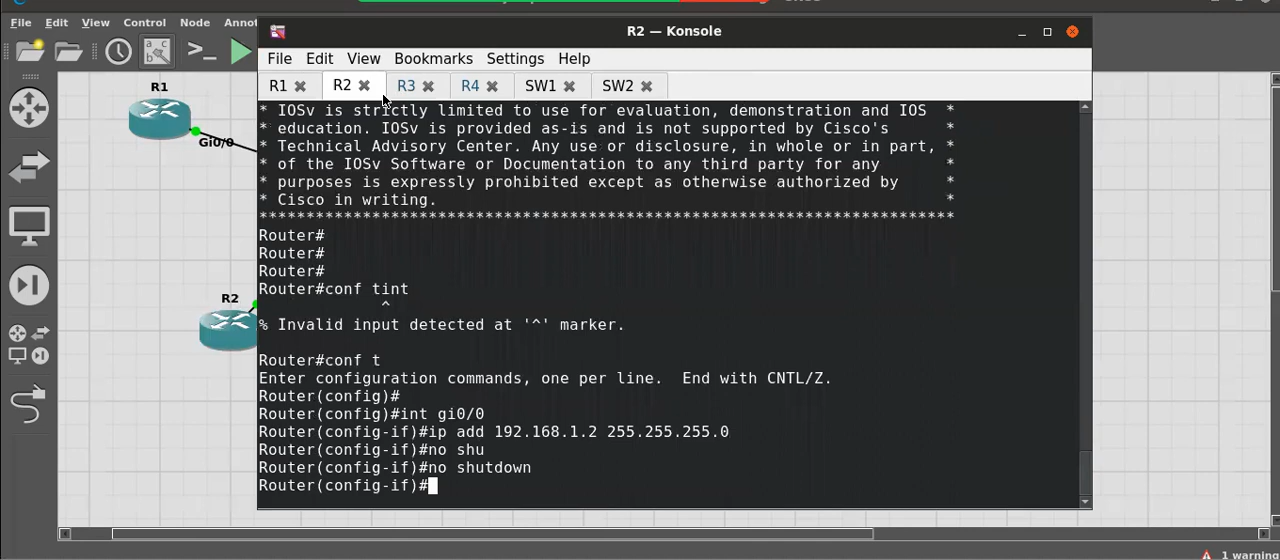 R2 — Konsole
File Edit View Control Node Annot
File Edit View Bookmarks Settings Help
R1 R2 R3 R4 SW1 SW2
R1
Gi0/0
R2
* IOSv is strictly limited to use for evaluation, demonstration and IOS *
* education. IOSv is provided as-is and is not supported by Cisco's *
* Technical Advisory Center. Any use or disclosure, in whole or in part, *
* of the IOSv Software or Documentation to any third party for any *
* purposes is expressly prohibited except as otherwise authorized by *
* Cisco in writing. *
**************************************************************************
Router#
Router#
Router#
Router#conf tint
^
% Invalid input detected at '^' marker.
Router#conf t
Enter configuration commands, one per line. End with CNTL/Z.
Router(config)#
Router(config)#int gi0/0
Router(config-if)#ip add 192.168.1.2 255.255.255.0
Router(config-if)#no shu
Router(config-if)#no shutdown
Router(config-if)#
1 warning